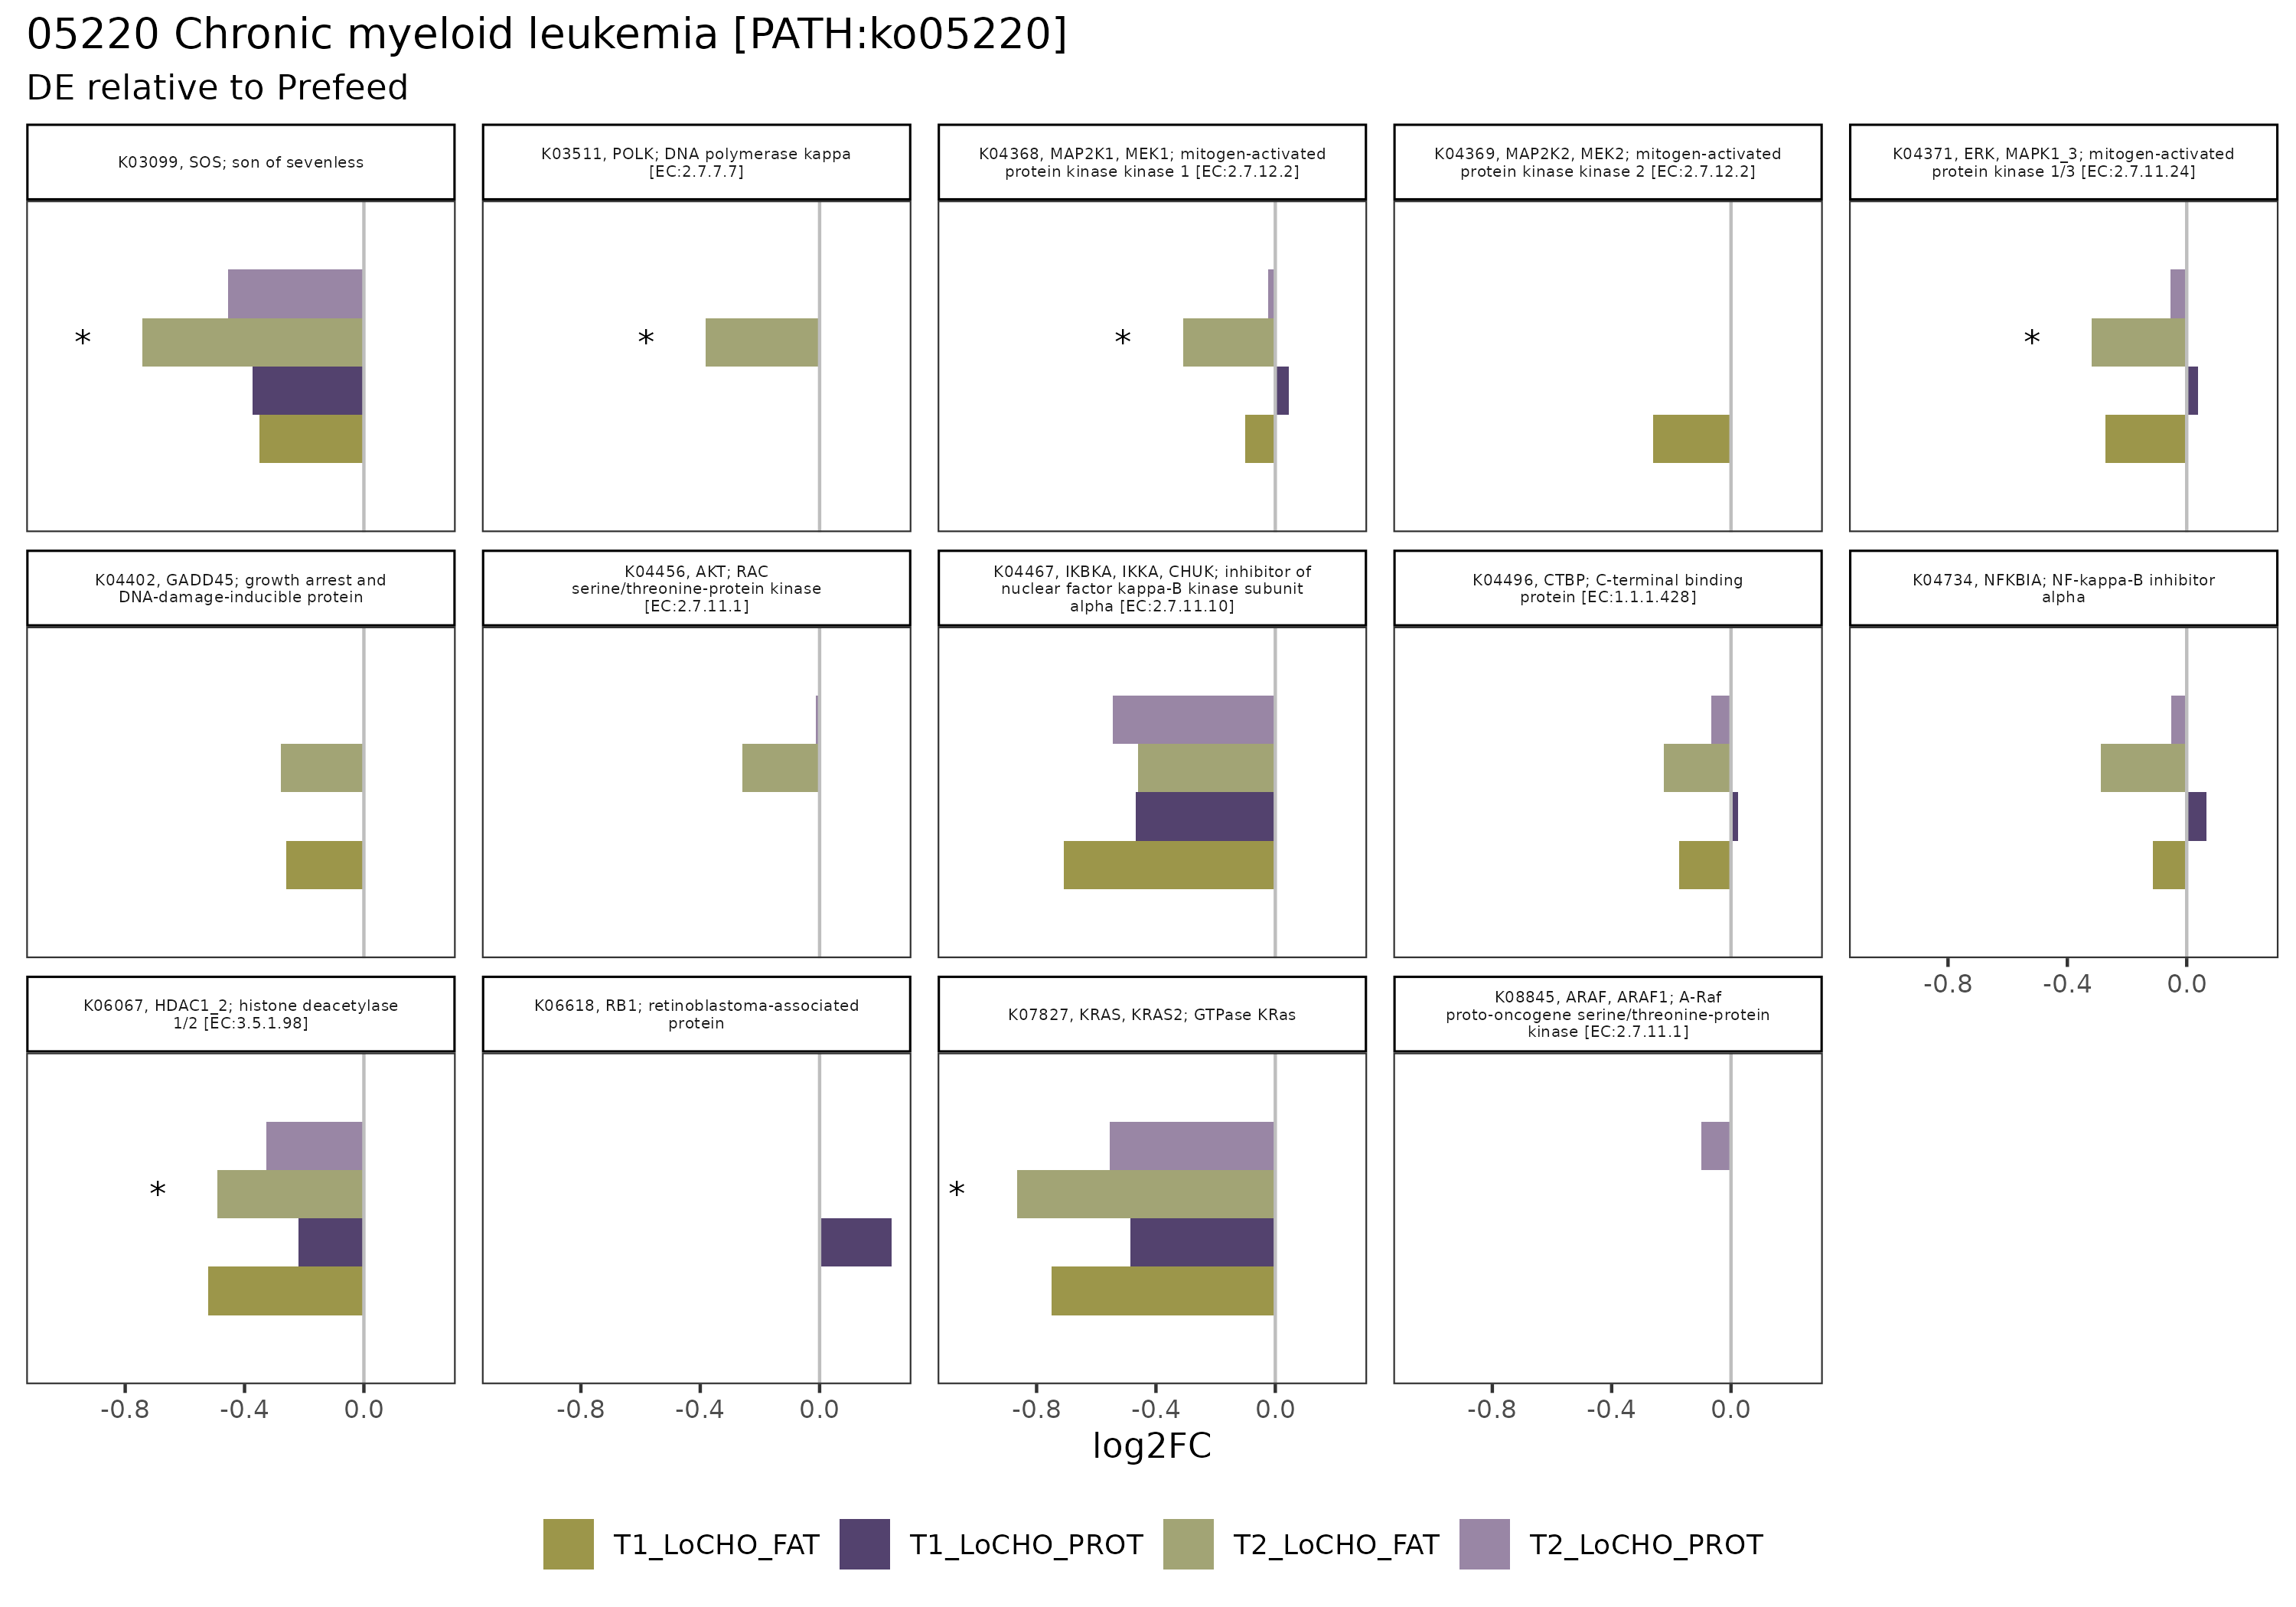 05220 Chronic myeloid leukemia [PATH:ko05220]
DE relative to Prefeed
K03099, SOS; son of sevenless
K03511, POLK; DNA polymerase kappa
[EC:2.7.7.7]
K04368, MAP2K1, MEK1; mitogen-activated
protein kinase kinase 1 [EC:2.7.12.2]
K04369, MAP2K2, MEK2; mitogen-activated
protein kinase kinase 2 [EC:2.7.12.2]
K04371, ERK, MAPK1_3; mitogen-activated
protein kinase 1/3 [EC:2.7.11.24]
*
*
*
*
K04402, GADD45; growth arrest and
DNA-damage-inducible protein
K04456, AKT; RAC
serine/threonine-protein kinase
[EC:2.7.11.1]
K04467, IKBKA, IKKA, CHUK; inhibitor of
nuclear factor kappa-B kinase subunit
alpha [EC:2.7.11.10]
K04496, CTBP; C-terminal binding
protein [EC:1.1.1.428]
K04734, NFKBIA; NF-kappa-B inhibitor
alpha
-0.8 -0.4 0.0
K06067, HDAC1_2; histone deacetylase
1/2 [EC:3.5.1.98]
K06618, RB1; retinoblastoma-associated
protein
K07827, KRAS, KRAS2; GTPase KRas
K08845, ARAF, ARAF1; A-Raf
proto-oncogene serine/threonine-protein
kinase [EC:2.7.11.1]
*
*
-0.8 -0.4 0.0
-0.8 -0.4 0.0
-0.8 -0.4 0.0
-0.8 -0.4 0.0
log2FC
T1_LoCHO_FAT
T1_LoCHO_PROT
T2_LoCHO_FAT
T2_LoCHO_PROT